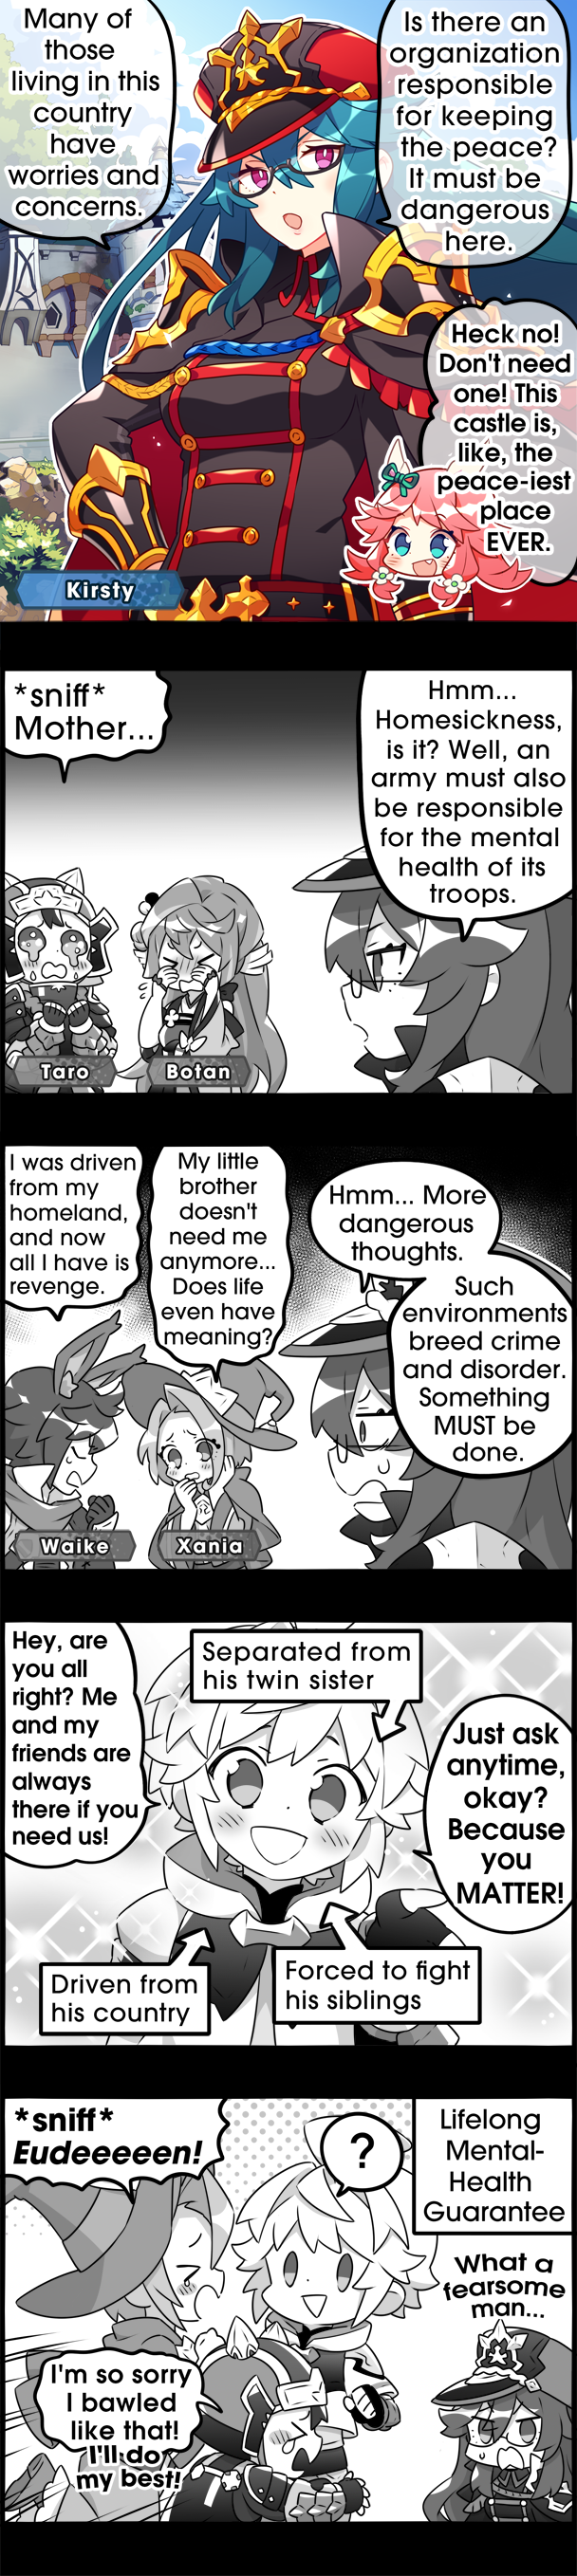 Many of
those
living in this
country
have
worries and
concerns.
Is there an
organization
responsible
for keeping
the peace?
It must be
dangerous
here.
Heck no!
Don't need
one! This
castle is,
like, the
peace-iest
place
EVER.
Kirsty
*sniff*
Mother...
Hmm...
Homesickness,
is it? Well, an
army must also
be responsible
for the mental
health of its
troops.
Taro
Botan
I was driven
from my
homeland,
and now
all I have is
revenge.
My little
brother
doesn't
need me
anymore...
Does life
even have
meaning?
Hmm... More
dangerous
thoughts.
Such
environments
breed crime
and disorder.
Something
MUST be
done.
Waike
Xania
Hey, are
you all
right? Me
and my
friends are
always
there if you
need us!
Separated from
his twin sister
Just ask
anytime,
okay?
Because
you
MATTER!
Driven from
his country
Forced to fight
his siblings
*sniff*
Eudeeeeen!
?
Lifelong
Mental-
Health
Guarantee
What a
fearsome
man...
I'm so sorry
I bawled
like that!
I'll do
my best!